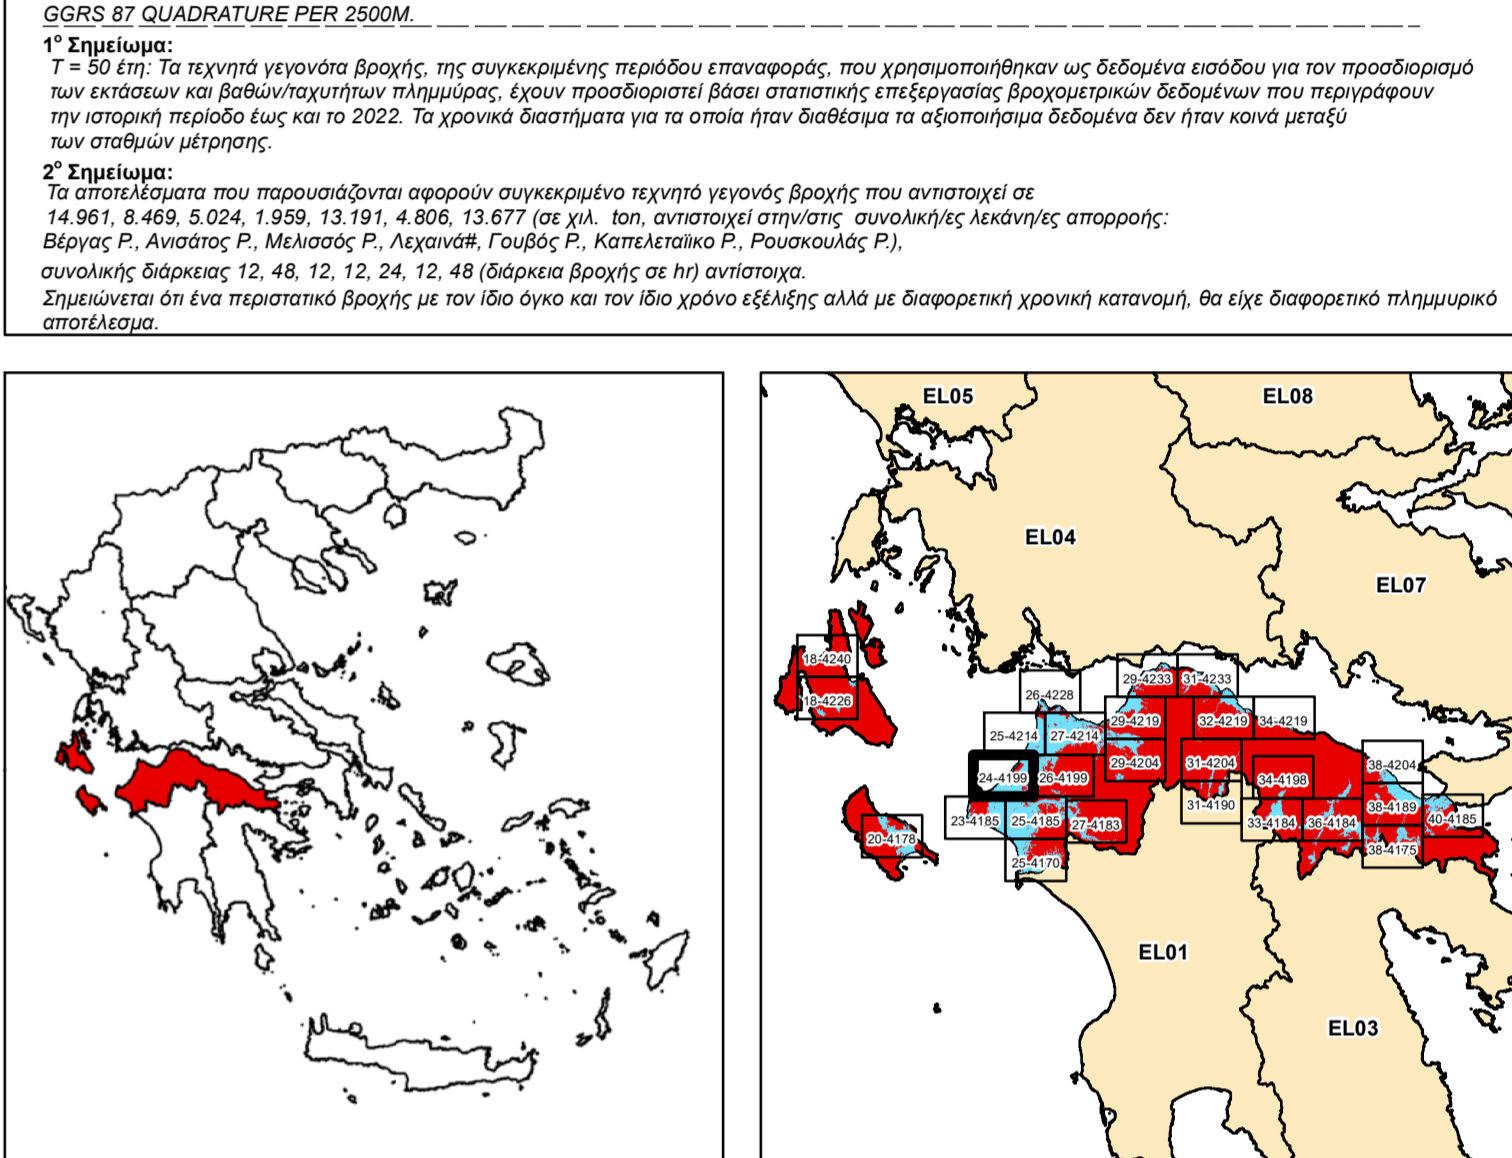 GGRS 87 QUADRATURE PER 2500M.
1° Σημείωμα:
T = 50 έτη: Τα τεχνητά γεγονότα βροχής, της συγκεκριμένης περιόδου επαναφοράς, που χρησιμοποιήθηκαν ως δεδομένα εισόδου για τον προσδιορισμό
των εκτάσεων και βαθών/ταχυτήτων πλημμύρας, έχουν προσδιοριστεί βάσει στατιστικής επεξεργασίας βροχομετρικών δεδομένων που περιγράφουν
την ιστορική περίοδο έως και το 2022. Τα χρονικά διαστήματα για τα οποία ήταν διαθέσιμα τα αξιοποιήσιμα δεδομένα δεν ήταν κοινά μεταξύ
των σταθμών μέτρησης.
2° Σημείωμα:
Τα αποτελέσματα που παρουσιάζονται αφορούν συγκεκριμένο τεχνητό γεγονός βροχής που αντιστοιχεί σε
14.961, 8.469, 5.024, 1.959, 13.191, 4.806, 13.677 (σε χιλ. ton, αντιστοιχεί στην/στις συνολική/ες λεκάνη/ες απορροής:
Βέργας Ρ., Ανισάτος Ρ., Μελισσός Ρ., Λεχαινά#, Γουβός Ρ., Καπελεταϊικο Ρ., Ρουσκουλάς Ρ.),
συνολικής διάρκειας 12, 48, 12, 12, 24, 12, 48 (διάρκεια βροχής σε hr) αντίστοιχα.
Σημειώνεται ότι ένα περιστατικό βροχής με τον ίδιο όγκο και τον ίδιο χρόνο εξέλιξης αλλά με διαφορετική χρονική κατανομή, θα είχε διαφορετικό πλημμυρικό
αποτέλεσμα.
EL05
EL08
EL04
EL07
18-4240
18-4226
26-4228
29-4233
31-4233
25-4214
27-4214
29-4219
32-4219
34-4219
24-4199
26-4199
29-4204
31-4204
34-4198
38-4204
31-4190
38-4189
23-4185
25-4185
27-4183
33-4184
36-4184
40-4185
20-4178
25-4170
38-4175
EL01
EL03